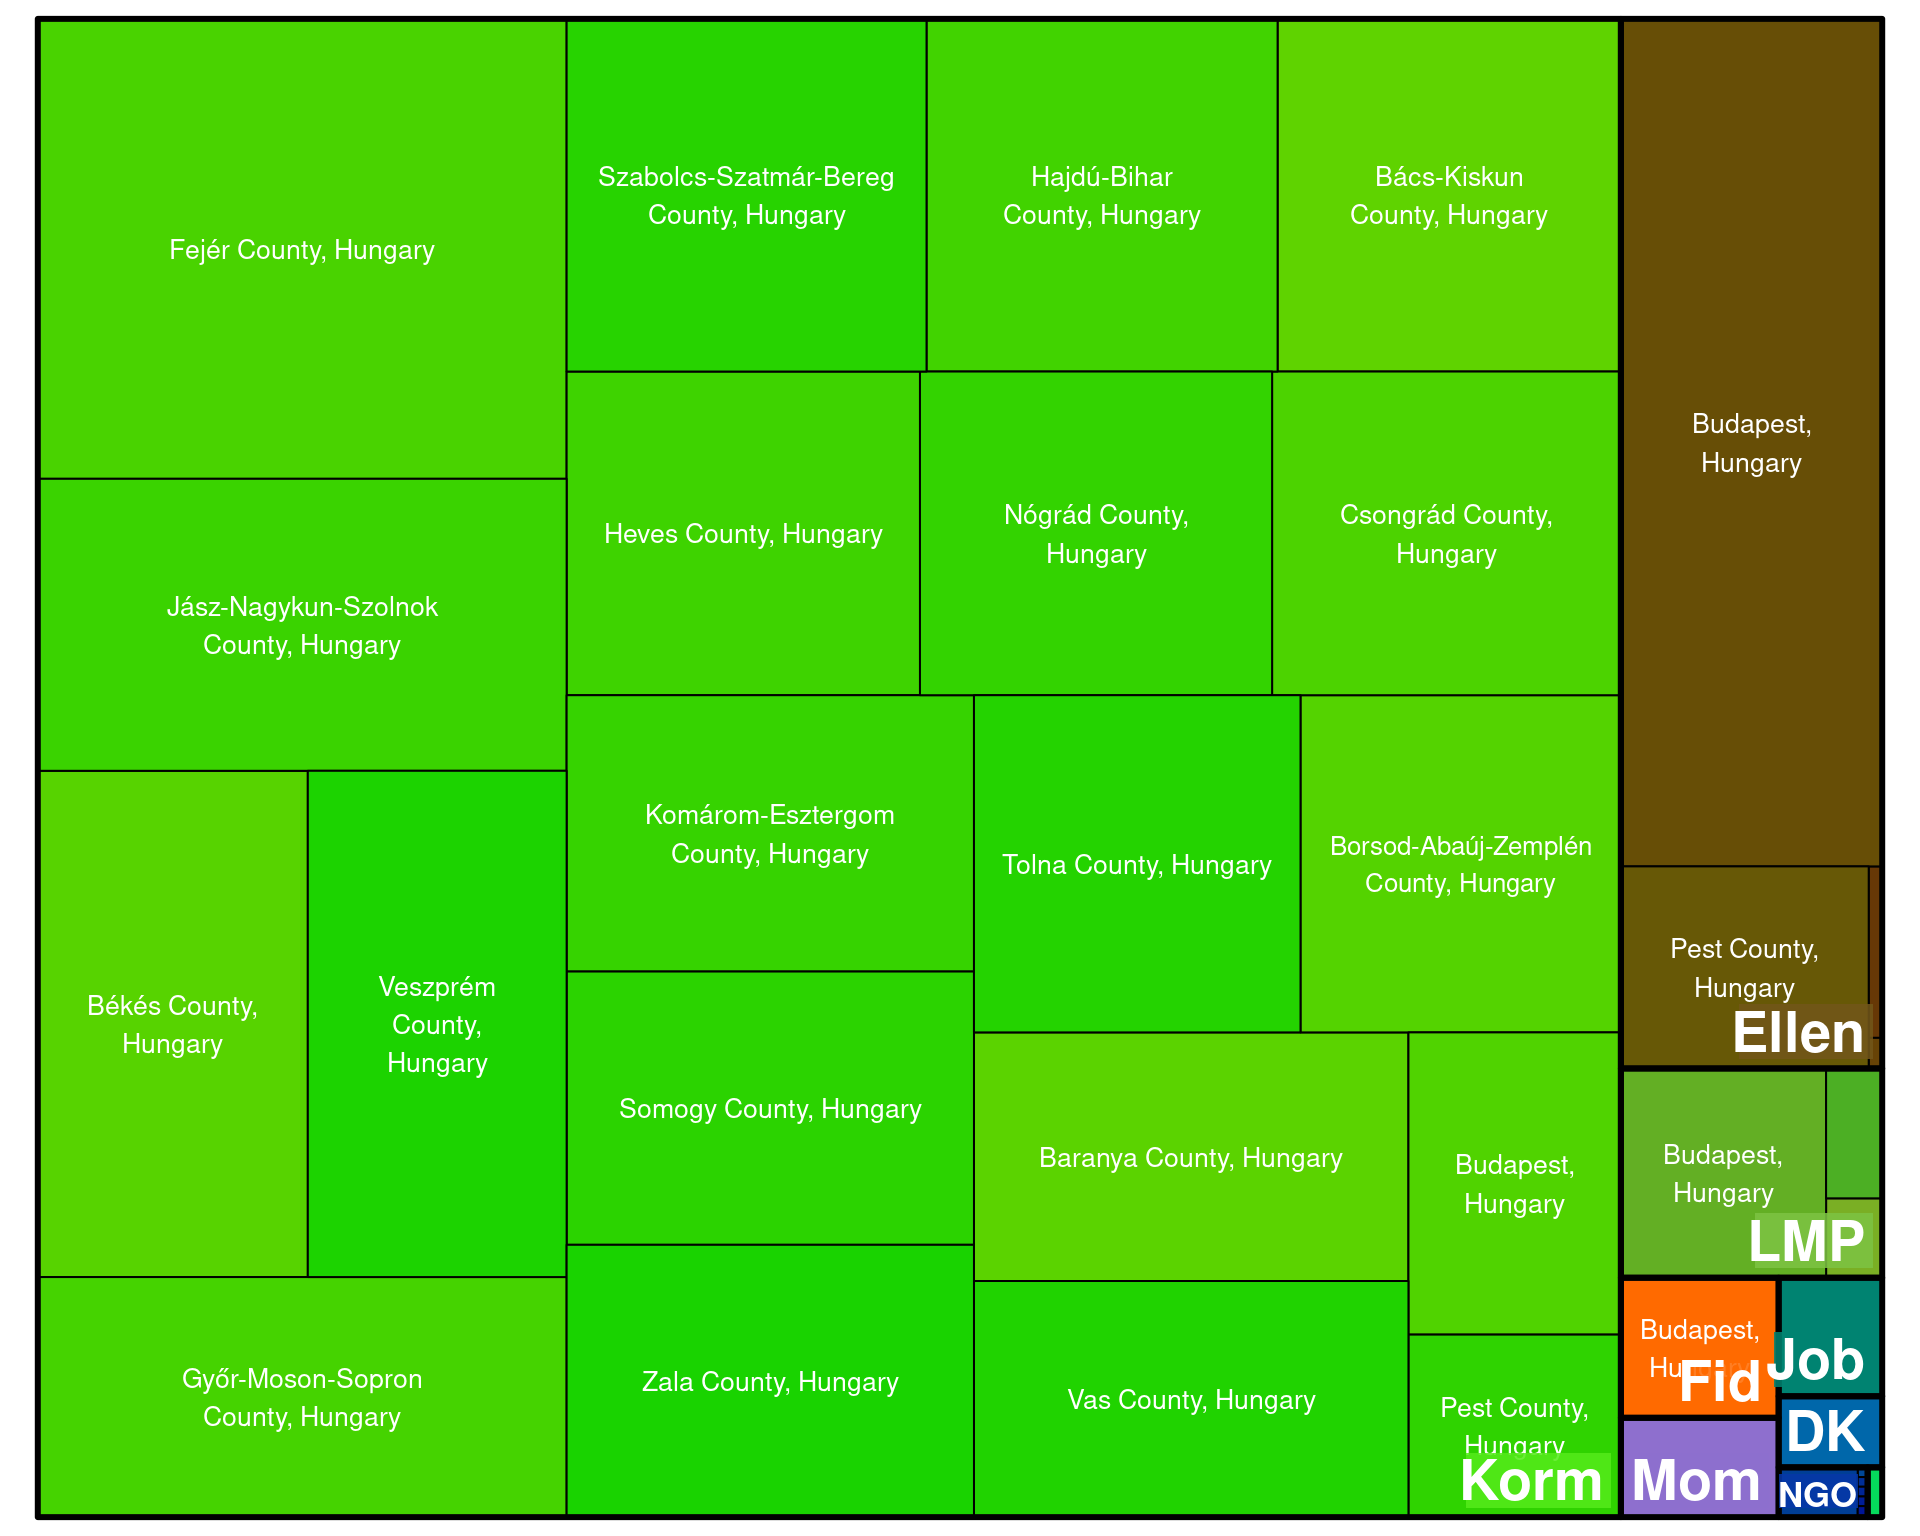 Fejér County, Hungary
Szabolcs-Szatmár-Bereg
County, Hungary
Hajdú-Bihar
County, Hungary
Bács-Kiskun
County, Hungary
Budapest,
Hungary
Jász-Nagykun-Szolnok
County, Hungary
Heves County, Hungary
Nógrád County,
Hungary
Csongrád County,
Hungary
Békés County,
Hungary
Veszprém
County,
Hungary
Komárom-Esztergom
County, Hungary
Tolna County, Hungary
Borsod-Abaúj-Zemplén
County, Hungary
Pest County,
Hungary
Ellen
Somogy County, Hungary
Baranya County, Hungary
Budapest,
Hungary
Budapest,
Hungary
LMP
Győr-Moson-Sopron
County, Hungary
Zala County, Hungary
Vas County, Hungary
Pest County,
Hungary
Korm
Budapest,
Fid
Job
DK
Mom
NGO